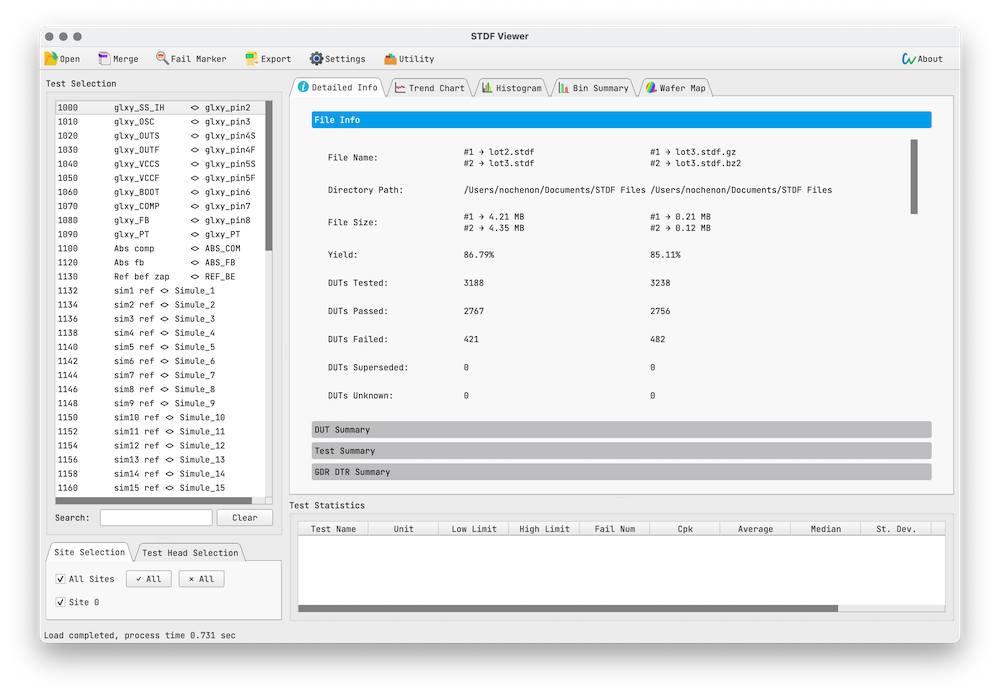 STDF Viewer
Open Merge Fail Marker Export Settings Utility About
Test Selection
1000 glxy_SS_IH <> glxy_pin2
1010 glxy_OSC <> glxy_pin3
1020 glxy_OUTS <> glxy_pin4S
1030 glxy_OUTF <> glxy_pin4F
1040 glxy_VCCS <> glxy_pin5S
1050 glxy_VCCF <> glxy_pin5F
1060 glxy_BOOT <> glxy_pin6
1070 glxy_COMP <> glxy_pin7
1080 glxy_FB <> glxy_pin8
1090 glxy_PT <> glxy_PT
1100 Abs comp <> ABS_COM
1120 Abs fb <> ABS_FB
1130 Ref bef zap <> REF_BE
1132 sim1 ref <> Simule_1
1134 sim2 ref <> Simule_2
1136 sim3 ref <> Simule_3
1138 sim4 ref <> Simule_4
1140 sim5 ref <> Simule_5
1142 sim6 ref <> Simule_6
1144 sim7 ref <> Simule_7
1146 sim8 ref <> Simule_8
1148 sim9 ref <> Simule_9
1150 sim10 ref <> Simule_10
1152 sim11 ref <> Simule_11
1154 sim12 ref <> Simule_12
1156 sim13 ref <> Simule_13
1158 sim14 ref <> Simule_14
1160 sim15 ref <> Simule_15
Search: Clear
Site Selection Test Head Selection
All Sites ✓ All × All
Site 0
Detailed Info Trend Chart Histogram Bin Summary Wafer Map
File Info
File Name: #1 → lot2.stdf #1 → lot3.stdf.gz
#2 → lot3.stdf #2 → lot3.stdf.bz2
Directory Path: /Users/nochenon/Documents/STDF Files /Users/nochenon/Documents/STDF Files
File Size: #1 → 4.21 MB #1 → 0.21 MB
#2 → 4.35 MB #2 → 0.12 MB
Yield: 86.79% 85.11%
DUTs Tested: 3188 3238
DUTs Passed: 2767 2756
DUTs Failed: 421 482
DUTs Superseded: 0 0
DUTs Unknown: 0 0
DUT Summary
Test Summary
GDR DTR Summary
Test Statistics
Test Name Unit Low Limit High Limit Fail Num Cpk Average Median St. Dev.
Load completed, process time 0.731 sec